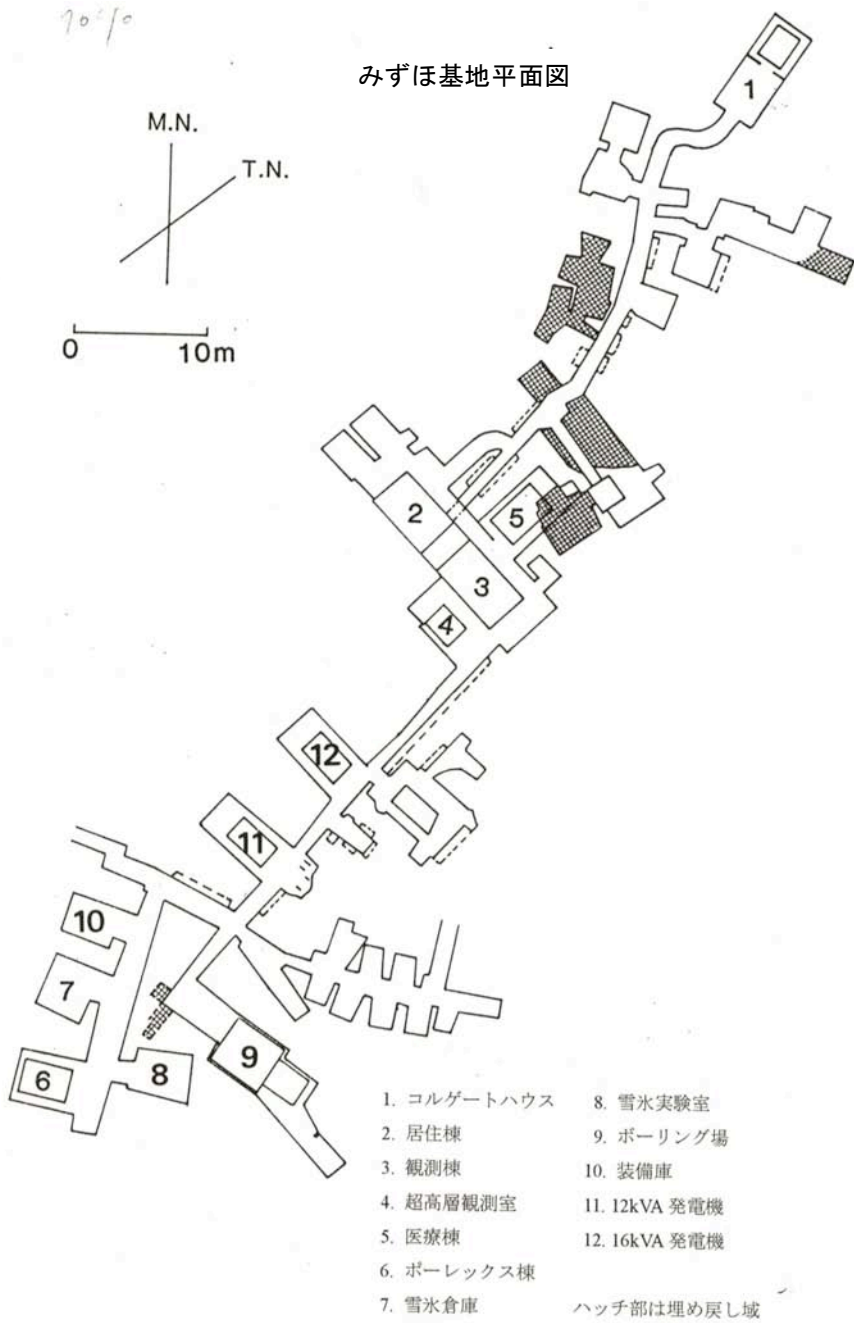 みずほ基地平面図
M.N.
T.N.
0 10m
1
2
5
3
4
12
11
10
7
9
8
6
1. コルゲートハウス
2. 居住棟
3. 観測棟
4. 超高層観測室
5. 医療棟
6. ポーレックス棟
7. 雪氷倉庫
8. 雪氷実験室
9. ボーリング場
10. 装備庫
11. 12kVA 発電機
12. 16kVA 発電機
ハッチ部は埋め戻し域